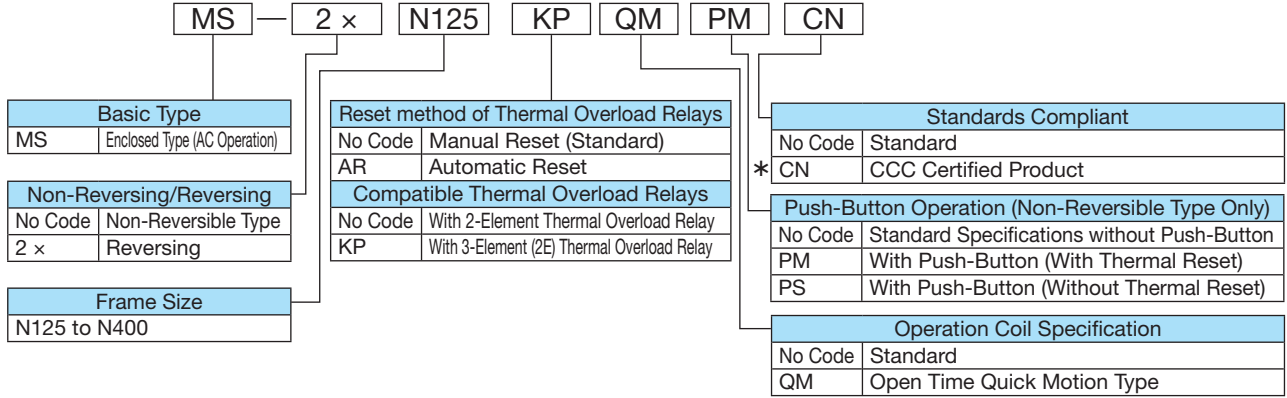 MS — 2 × N125 KP QM PM CN
Basic Type
MS Enclosed Type (AC Operation)
Non-Reversing/Reversing
No Code Non-Reversible Type
2 × Reversing
Frame Size
N125 to N400
Reset method of Thermal Overload Relays
No Code Manual Reset (Standard)
AR Automatic Reset
Compatible Thermal Overload Relays
No Code With 2-Element Thermal Overload Relay
KP With 3-Element (2E) Thermal Overload Relay
Standards Compliant
No Code Standard
* CN CCC Certified Product
Push-Button Operation (Non-Reversible Type Only)
No Code Standard Specifications without Push-Button
PM With Push-Button (With Thermal Reset)
PS With Push-Button (Without Thermal Reset)
Operation Coil Specification
No Code Standard
QM Open Time Quick Motion Type